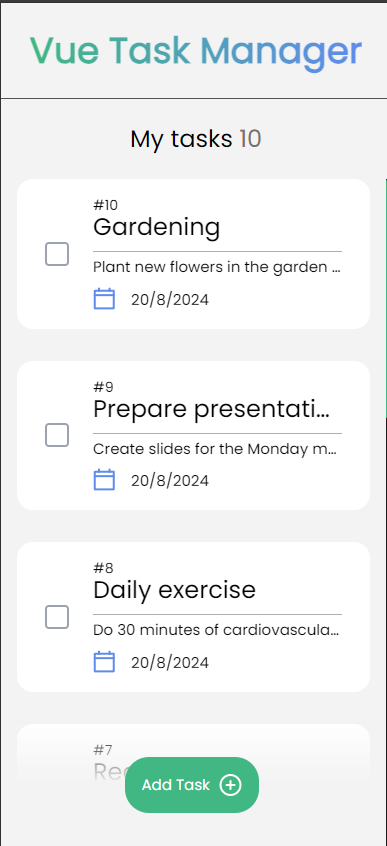 Vue Task Manager
My tasks 10
#10
Gardening
Plant new flowers in the garden ...
20/8/2024
#9
Prepare presentati...
Create slides for the Monday m...
20/8/2024
#8
Daily exercise
Do 30 minutes of cardiovascula...
20/8/2024
#7
Add Task